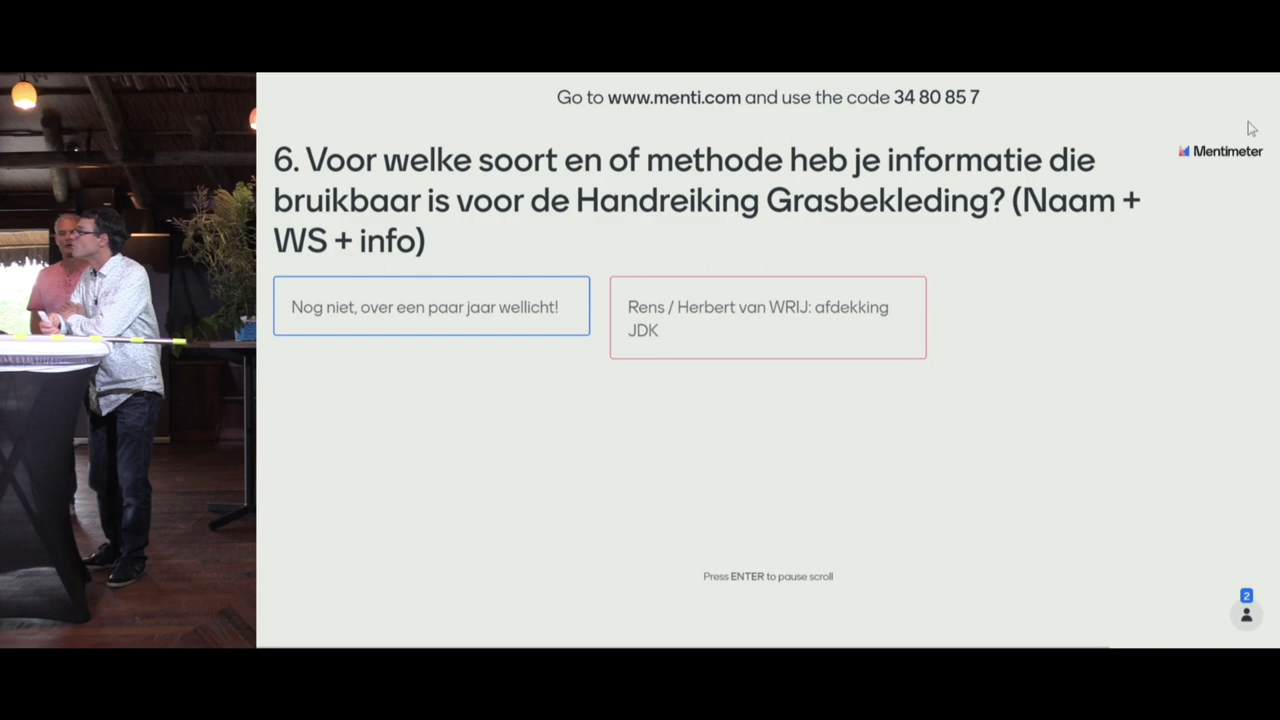 Go to www.menti.com and use the code 34 80 85 7
Mentimeter
6. Voor welke soort en of methode heb je informatie die
bruikbaar is voor de Handreiking Grasbekleding? (Naam +
WS + info)
Nog niet, over een paar jaar wellicht!
Rens / Herbert van WRIJ: afdekking
JDK
Press ENTER to pause scroll
2